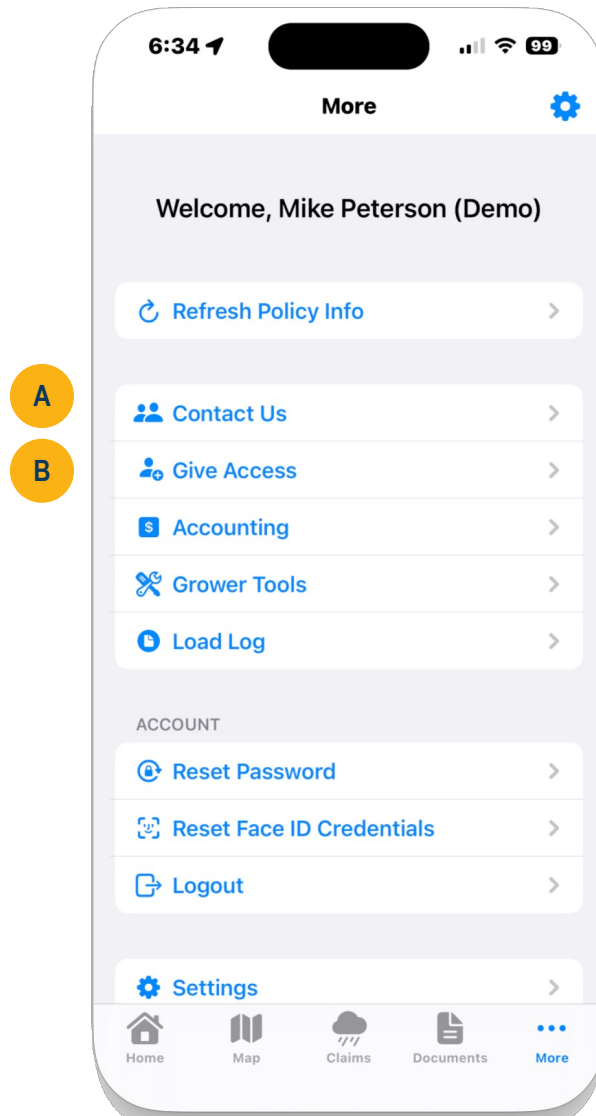 6:34
99
More
Welcome, Mike Peterson (Demo)
Refresh Policy Info
A
Contact Us
B
Give Access
$ Accounting
Grower Tools
Load Log
ACCOUNT
Reset Password
Reset Face ID Credentials
Logout
Settings
Home Map Claims Documents More